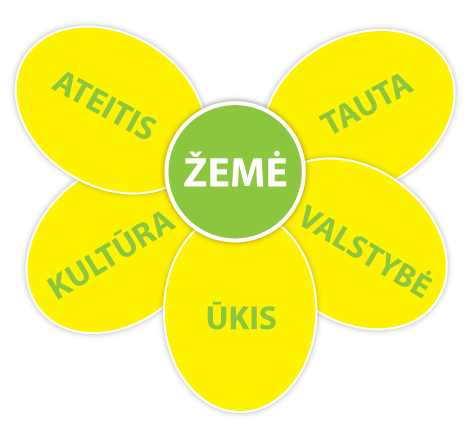 ATEITIS
TAUTA
ŽEMĖ
KULTŪRA
VALSTYBĖ
ŪKIS